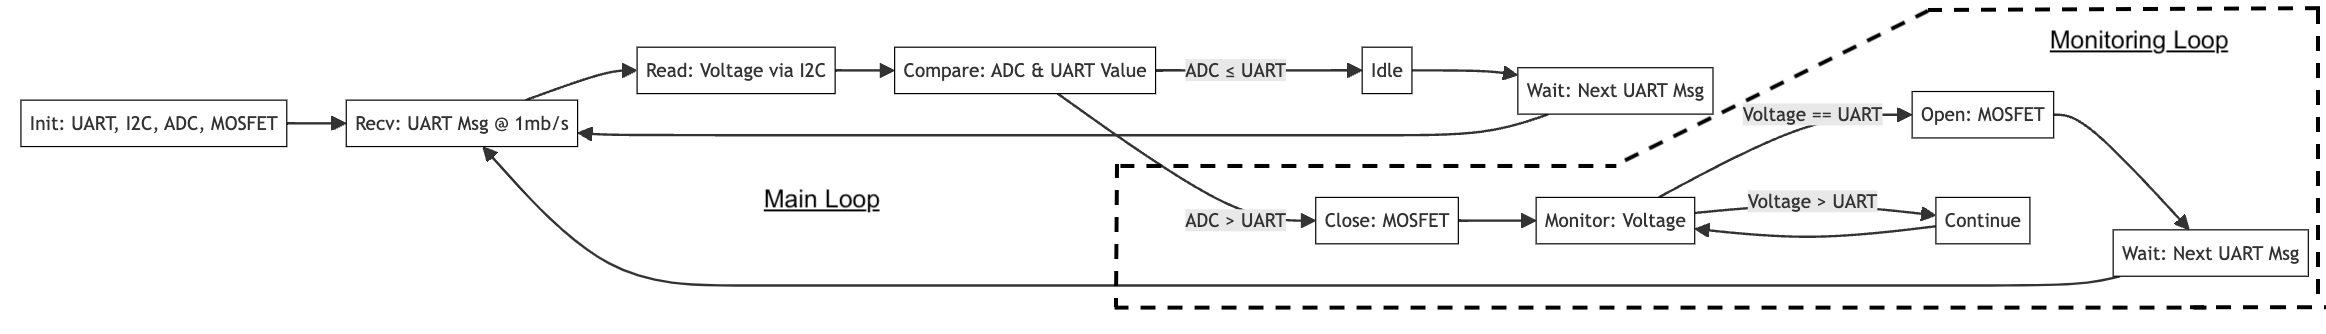 Monitoring Loop
Init: UART, I2C, ADC, MOSFET
Recv: UART Msg @ 1mb/s
Read: Voltage via I2C
Compare: ADC & UART Value
ADC ≤ UART
Idle
Wait: Next UART Msg
Main Loop
ADC > UART
Close: MOSFET
Monitor: Voltage
Voltage == UART
Open: MOSFET
Voltage > UART
Continue
Wait: Next UART Msg